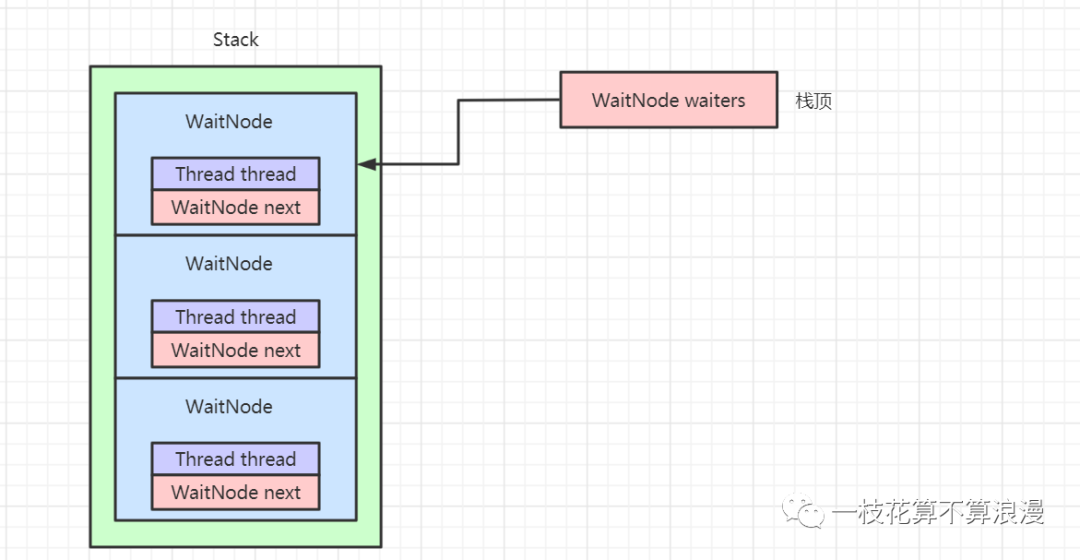 Stack
WaitNode waiters
栈顶
WaitNode
Thread thread
WaitNode next
WaitNode
Thread thread
WaitNode next
WaitNode
Thread thread
WaitNode next
一枝花算不算浪漫